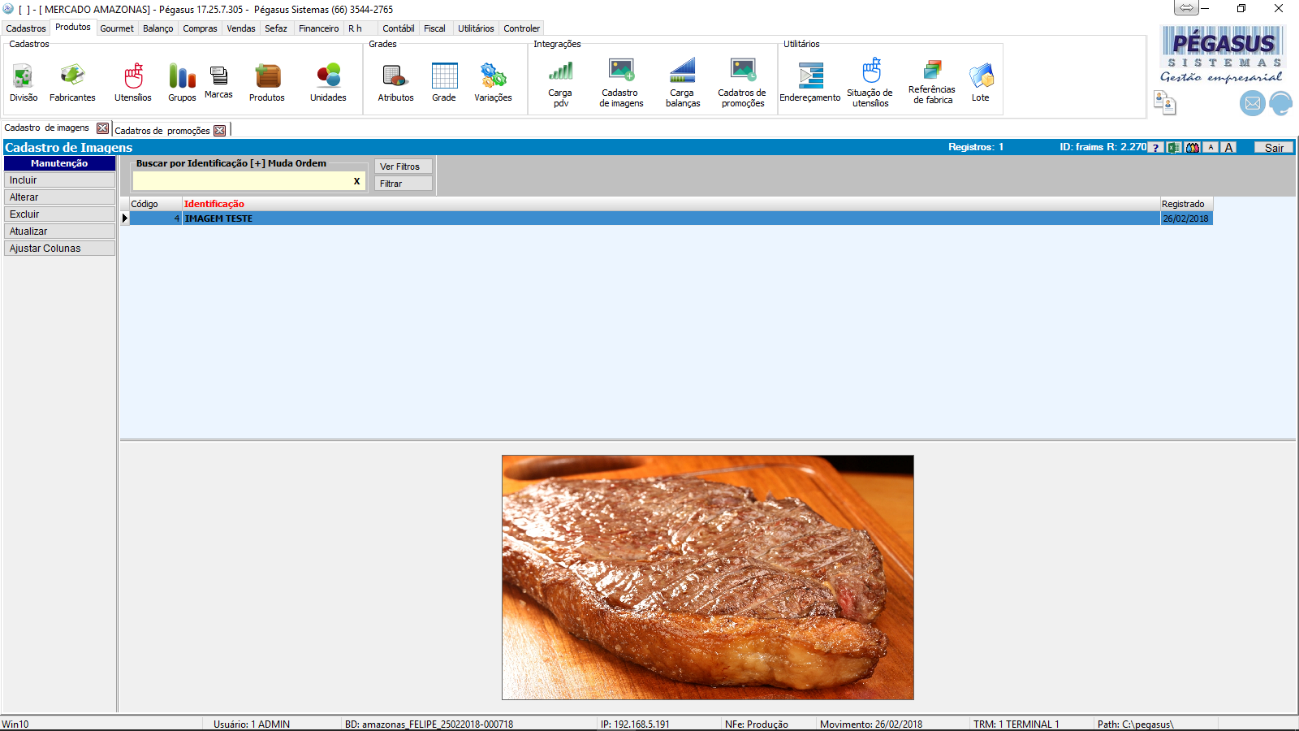 [ ] - [ MERCADO AMAZONAS] - Pégasus 17.25.7.305 - Pégasus Sistemas (66) 3544-2765
Cadastros Produtos Gourmet Balanço Compras Vendas Sefaz Financeiro R h Contábil Fiscal Utilitários Controler
Cadastros Grades Integrações Utilitários
Divisão Fabricantes Utensílios Grupos Marcas Produtos Unidades Atributos Grade Variações Carga pdv Cadastro de imagens Carga balanças Cadatros de promoções Endereçamento Situação de utensílios Referências de fabrica Lote
PÉGASUS
SISTEMAS
Gestão empresarial
Cadastro de imagens Cadatros de promoções
Cadastro de Imagens Registros: 1 ID: fraims R: 2.270 ? A A Sair
Manutenção
Incluir
Alterar
Excluir
Atualizar
Ajustar Colunas
Buscar por Identificação [+] Muda Ordem
x
Ver Filtros
Filtrar
Código Identificação Registrado
4 IMAGEM TESTE 26/02/2018
Win10 Usuário: 1 ADMIN BD: amazonas_FELIPE_25022018-000718 IP: 192.168.5.191 NFe: Produção Movimento: 26/02/2018 TRM: 1 TERMINAL 1 Path: C:\pegasus\